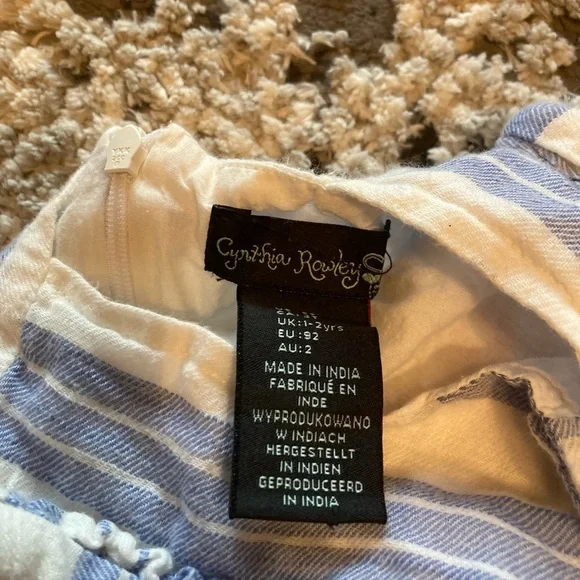 Cynthia Rowley
UK:1-2yrs
EU:92
AU:2
MADE IN INDIA
FABRIQUÉ EN
INDE
WYPRODUKOWANO
W INDIACH
HERGESTELLT
IN INDIEN
GEPRODUCEERD
IN INDIA